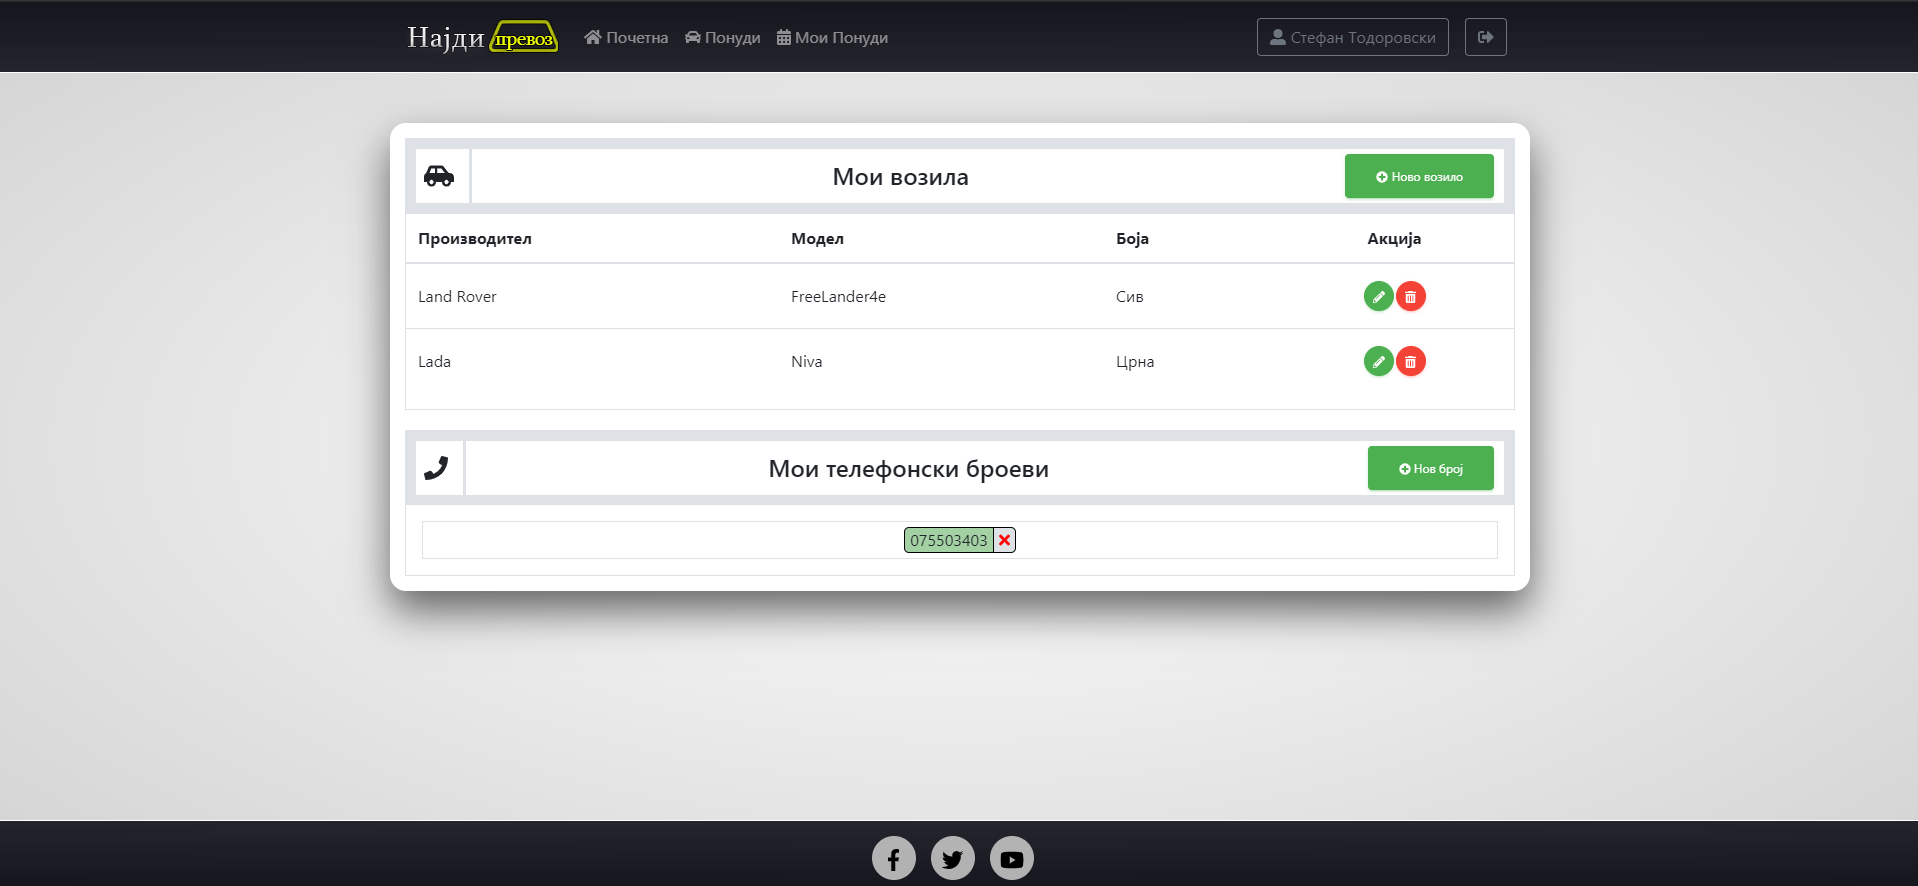 Најди превоз Почетна Понуди Мои Понуди Стефан Тодоровски
Мои возила Ново возило
Производител Модел Боја Акција
Land Rover FreeLander4e Сив
Lada Niva Црна
Мои телефонски броеви Нов број
075503403